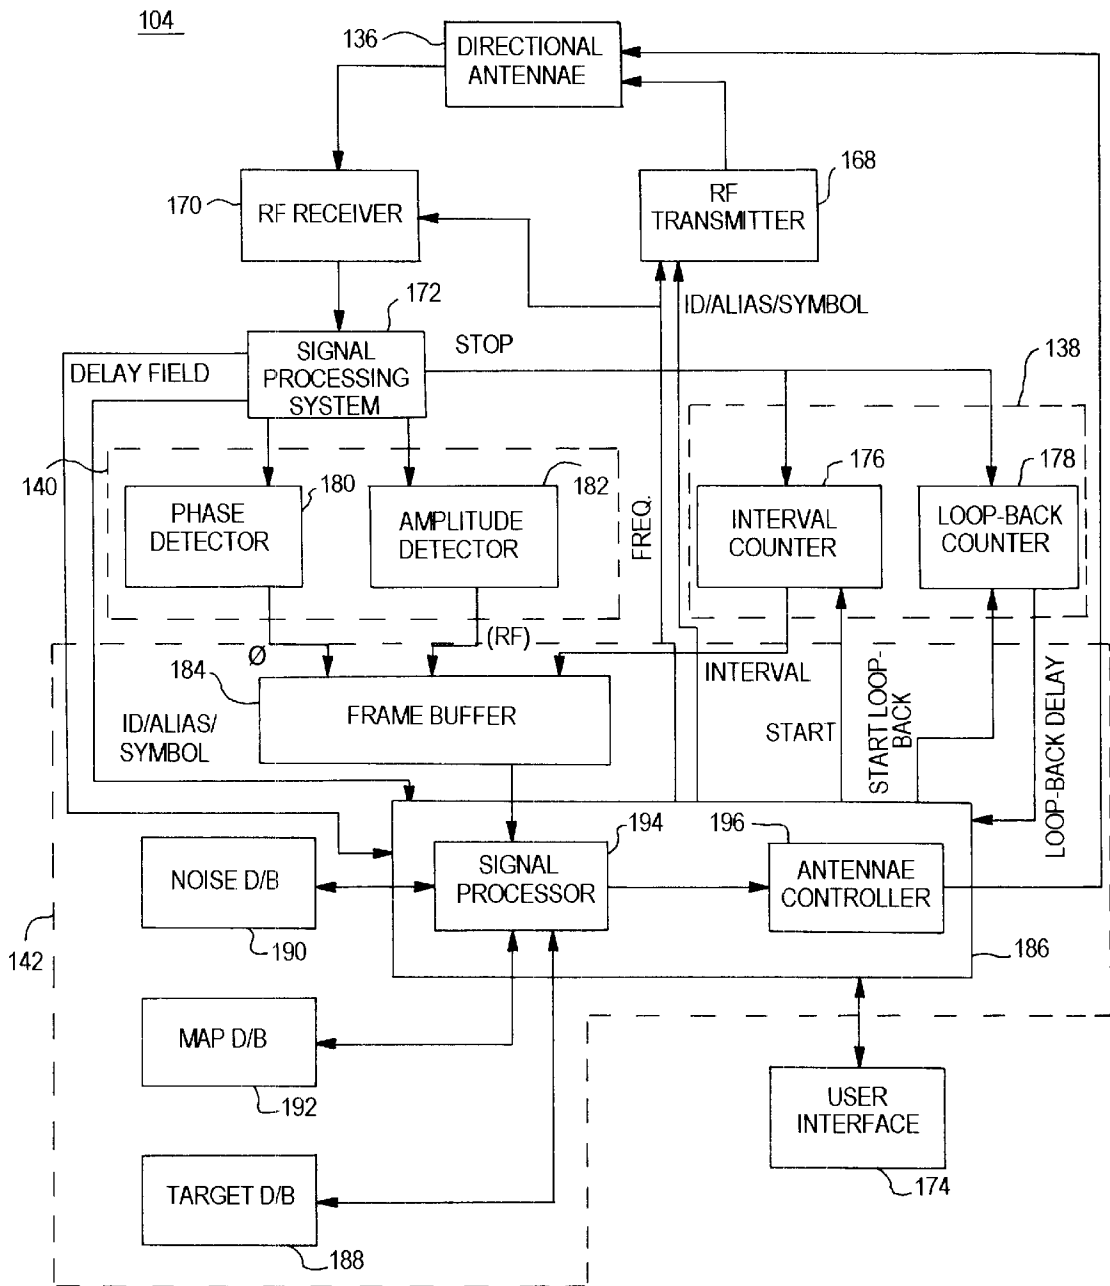 104
136
DIRECTIONAL
ANTENNAE
168
170
RF RECEIVER
RF
TRANSMITTER
172
ID/ALIAS/SYMBOL
STOP
SIGNAL
PROCESSING
SYSTEM
DELAY FIELD
138
140
180
182
176
178
PHASE
DETECTOR
AMPLITUDE
DETECTOR
FREQ.
INTERVAL
COUNTER
LOOP-BACK
COUNTER
(RF)
Ø
184
INTERVAL
FRAME BUFFER
ID/ALIAS/
SYMBOL
START
START LOOP-
BACK
LOOP-BACK DELAY
194
196
NOISE D/B
SIGNAL
PROCESSOR
ANTENNAE
CONTROLLER
190
142
186
MAP D/B
192
USER
INTERFACE
TARGET D/B
174
188